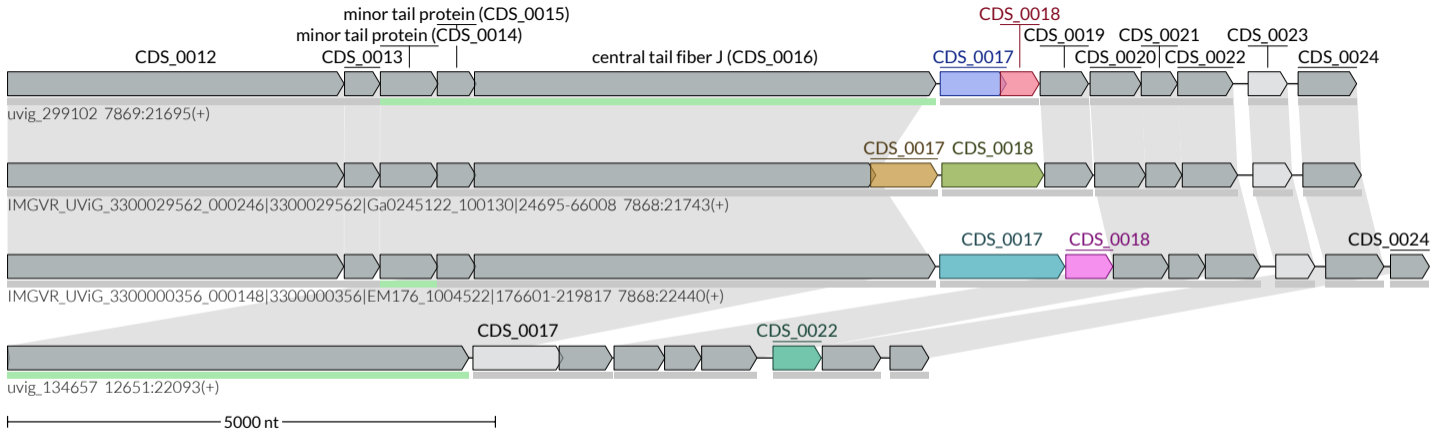 minor tail protein (CDS_0015) CDS_0018
minor tail protein (CDS_0014) CDS_0019 CDS_0021 CDS_0023
CDS_0012 CDS_0013 central tail fiber J (CDS_0016) CDS_0017 CDS_0020 CDS_0022 CDS_0024
uvig_299102 7869:21695(+)
CDS_0017 CDS_0018
IMGVR_UViG_3300029562_000246|3300029562|Ga0245122_100130|24695-66008 7868:21743(+)
CDS_0017 CDS_0018 CDS_0024
IMGVR_UViG_3300000356_000148|3300000356|EM176_1004522|176601-219817 7868:22440(+)
CDS_0017 CDS_0022
uvig_134657 12651:22093(+)
5000 nt